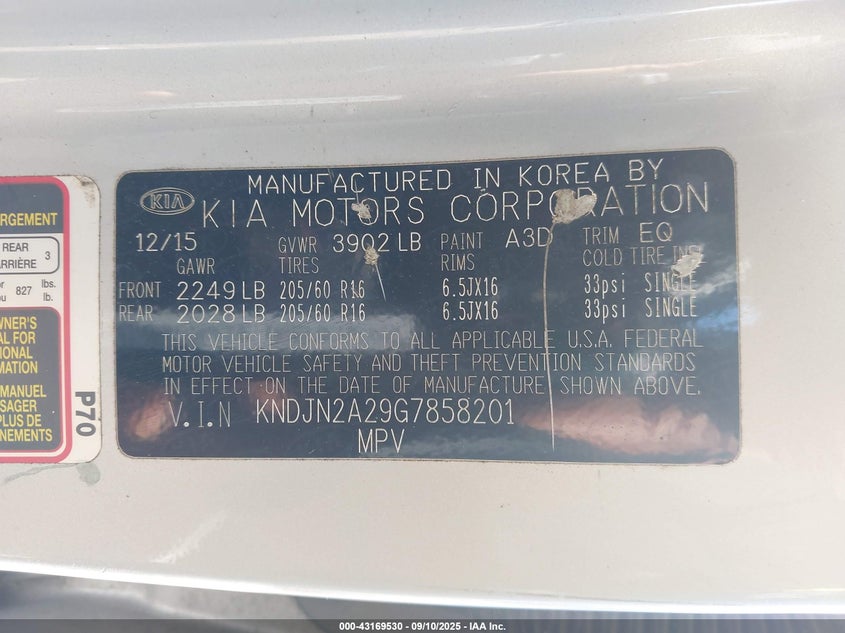 RGEMENT
REAR
ARRIÈRE 3
827 lbs.
lb.
WNER'S
AL FOR
IONAL
MATION
MANUEL
SAGER
PLUS DE
NEMENTS
P70
MANUFACTURED IN KOREA BY
KIA KIA MOTORS CORPORATION
12/15 GVWR 3902 LB PAINT A3D TRIM EQ
GAWR TIRES RIMS COLD TIRE INFL
FRONT 2249 LB 205/60 R16 6.5JX16 33psi SINGLE
REAR 2028 LB 205/60 R16 6.5JX16 33psi SINGLE
THIS VEHICLE CONFORMS TO ALL APPLICABLE U.S.A. FEDERAL
MOTOR VEHICLE SAFETY AND THEFT PREVENTION STANDARDS
IN EFFECT ON THE DATE OF MANUFACTURE SHOWN ABOVE.
V.I.N KNDJN2A29G7858201
MPV
000-43169530 - 09/10/2025 - IAA Inc.